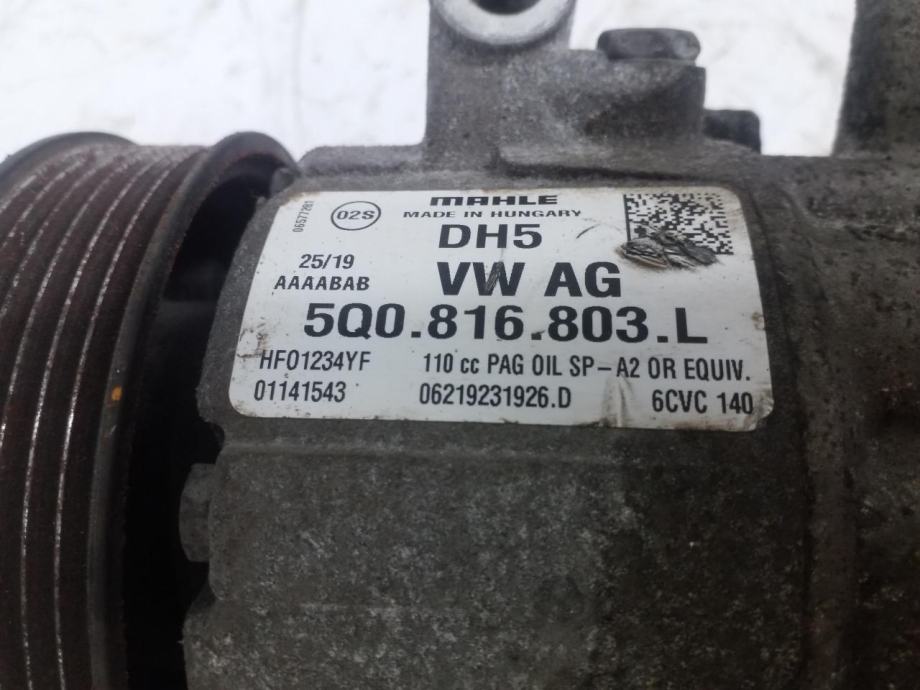 06577201
02S
MAHLE
MADE IN HUNGARY
DH5
25/19
AAAABAB
VW AG
5Q0.816.803.L
HFO1234YF
110 cc PAG OIL SP-A2 OR EQUIV.
01141543
06219231926.D
6CVC 140